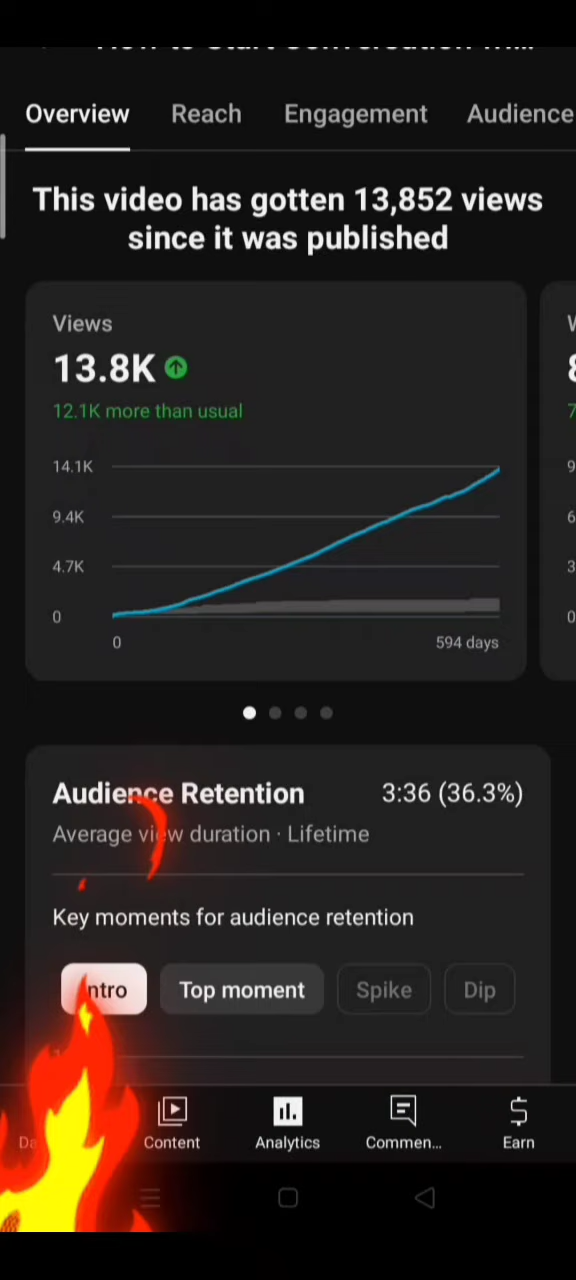 Overview Reach Engagement Audience
This video has gotten 13,852 views
since it was published
Views
13.8K
12.1K more than usual
14.1K
9.4K
4.7K
0
0 594 days
Audience Retention 3:36 (36.3%)
Average view duration · Lifetime
Key moments for audience retention
Intro Top moment Spike Dip
Content Analytics Commen... Earn